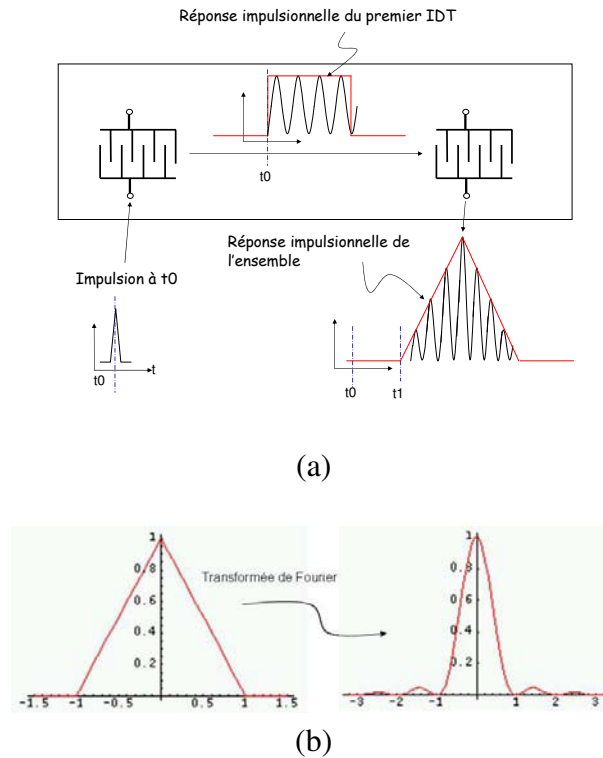 Réponse impulsionnelle du premier IDT
t0
Réponse impulsionnelle de
l'ensemble
Impulsion à t0
t0
t
t0
t1
(a)
1
0.8
0.6
0.4
0.2
-1.5 -1 -0.5 0.5 1 1.5
Transformée de Fourier
1
0.8
0.6
0.4
0.2
-3 -2 -1 1 2 3
(b)